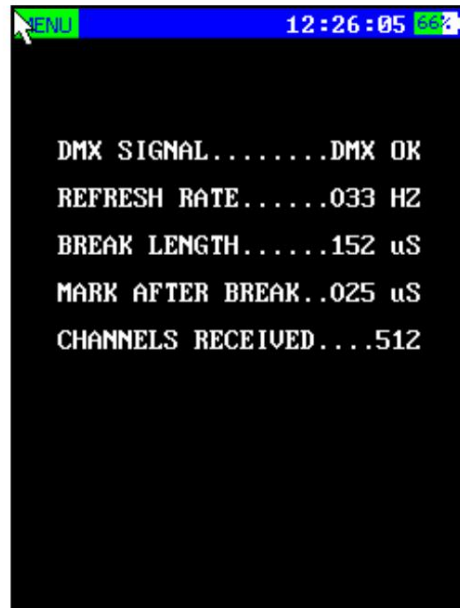 MENU 12:26:05 66%
DMX SIGNAL........DMX OK
REFRESH RATE......033 HZ
BREAK LENGTH......152 uS
MARK AFTER BREAK..025 uS
CHANNELS RECEIVED....512